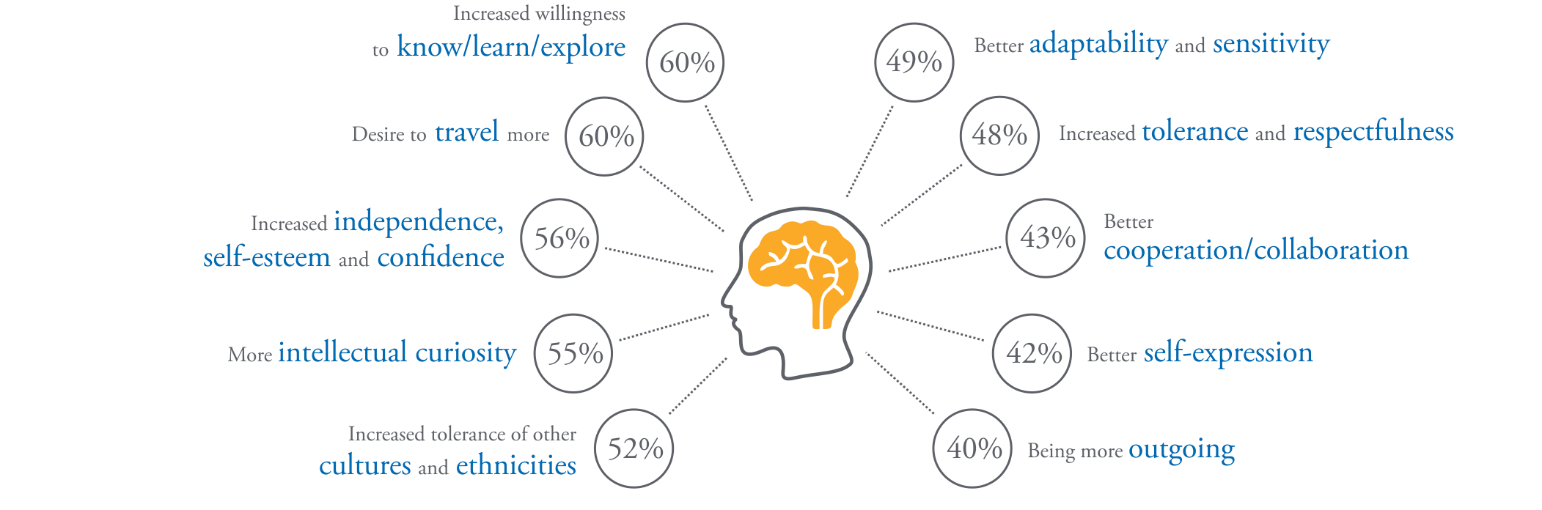 Increased willingness
to know/learn/explore
60%
Desire to travel more
60%
Increased independence,
self-esteem and confidence
56%
More intellectual curiosity
55%
Increased tolerance of other
cultures and ethnicities
52%
49%
Better adaptability and sensitivity
48%
Increased tolerance and respectfulness
43%
Better
cooperation/collaboration
42%
Better self-expression
40%
Being more outgoing